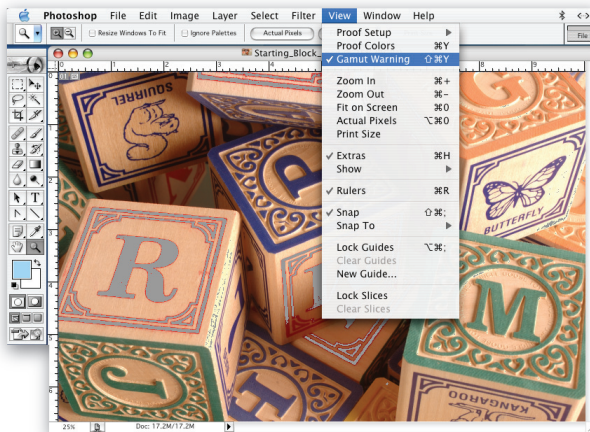 Photoshop File Edit Image Layer Select Filter View Window Help
Resize Windows To Fit Ignore Palettes Actual Pixels File
Starting_Block_
Proof Setup
Proof Colors ⌘Y
✓ Gamut Warning ⇧⌘Y
Zoom In ⌘+
Zoom Out ⌘–
Fit on Screen ⌘0
Actual Pixels ⌥⌘0
Print Size
✓ Extras ⌘H
Show
✓ Rulers ⌘R
✓ Snap ⇧⌘;
Snap To
Lock Guides ⌥⌘;
Clear Guides
New Guide...
Lock Slices
Clear Slices
01
SQUIRREL
R
P
G
BUTTERFLY
M
J
H
KANGAROO
25% Doc: 17.2M/17.2M